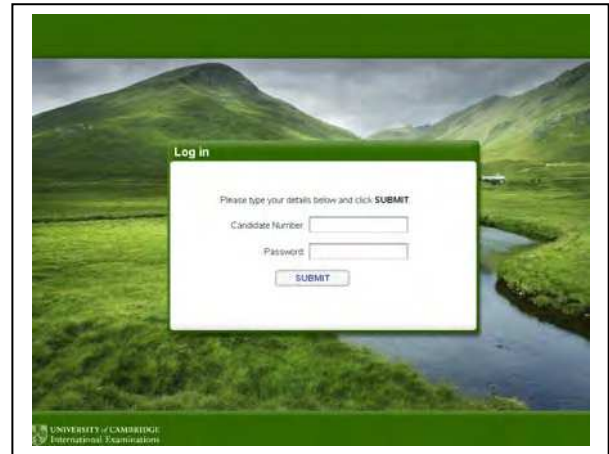 Log in
Please type your details below and click SUBMIT.
Candidate Number:
Password:
SUBMIT
UNIVERSITY of CAMBRIDGE
International Examinations